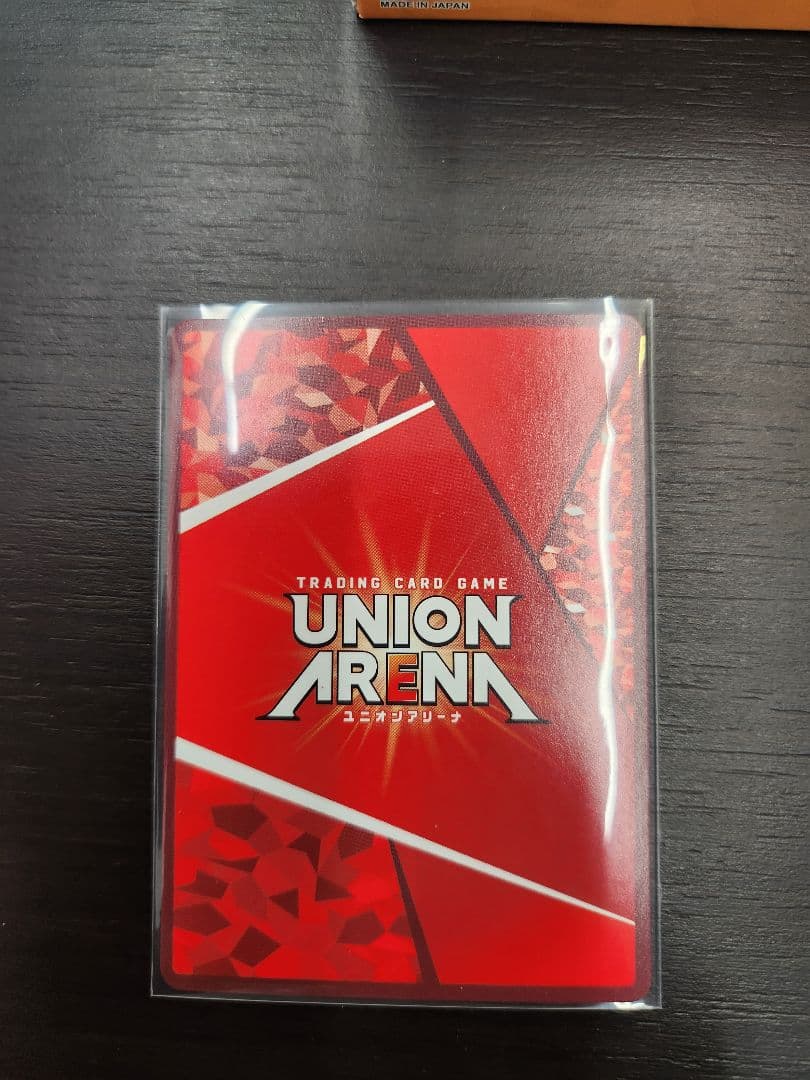 MADE IN JAPAN
TRADING CARD GAME
UNION
ARENA
ユニオンアリーナ